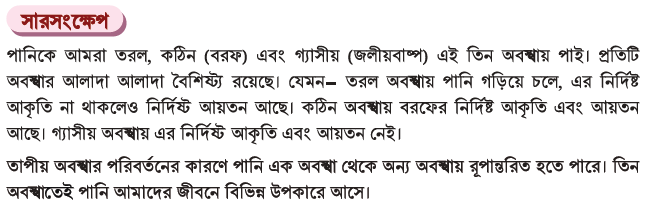 সারসংক্ষেপ
পানিকে আমরা তরল, কঠিন (বরফ) এবং গ্যাসীয় (জলীয়বাষ্প) এই তিন অবস্থায় পাই। প্রতিটি
অবস্থার আলাদা আলাদা বৈশিষ্ট্য রয়েছে। যেমন– তরল অবস্থায় পানি গড়িয়ে চলে, এর নির্দিষ্ট
আকৃতি না থাকলেও নির্দিষ্ট আয়তন আছে। কঠিন অবস্থায় বরফের নির্দিষ্ট আকৃতি এবং আয়তন
আছে। গ্যাসীয় অবস্থায় এর নির্দিষ্ট আকৃতি এবং আয়তন নেই।
তাপীয় অবস্থার পরিবর্তনের কারণে পানি এক অবস্থা থেকে অন্য অবস্থায় রূপান্তরিত হতে পারে। তিন
অবস্থাতেই পানি আমাদের জীবনে বিভিন্ন উপকারে আসে।